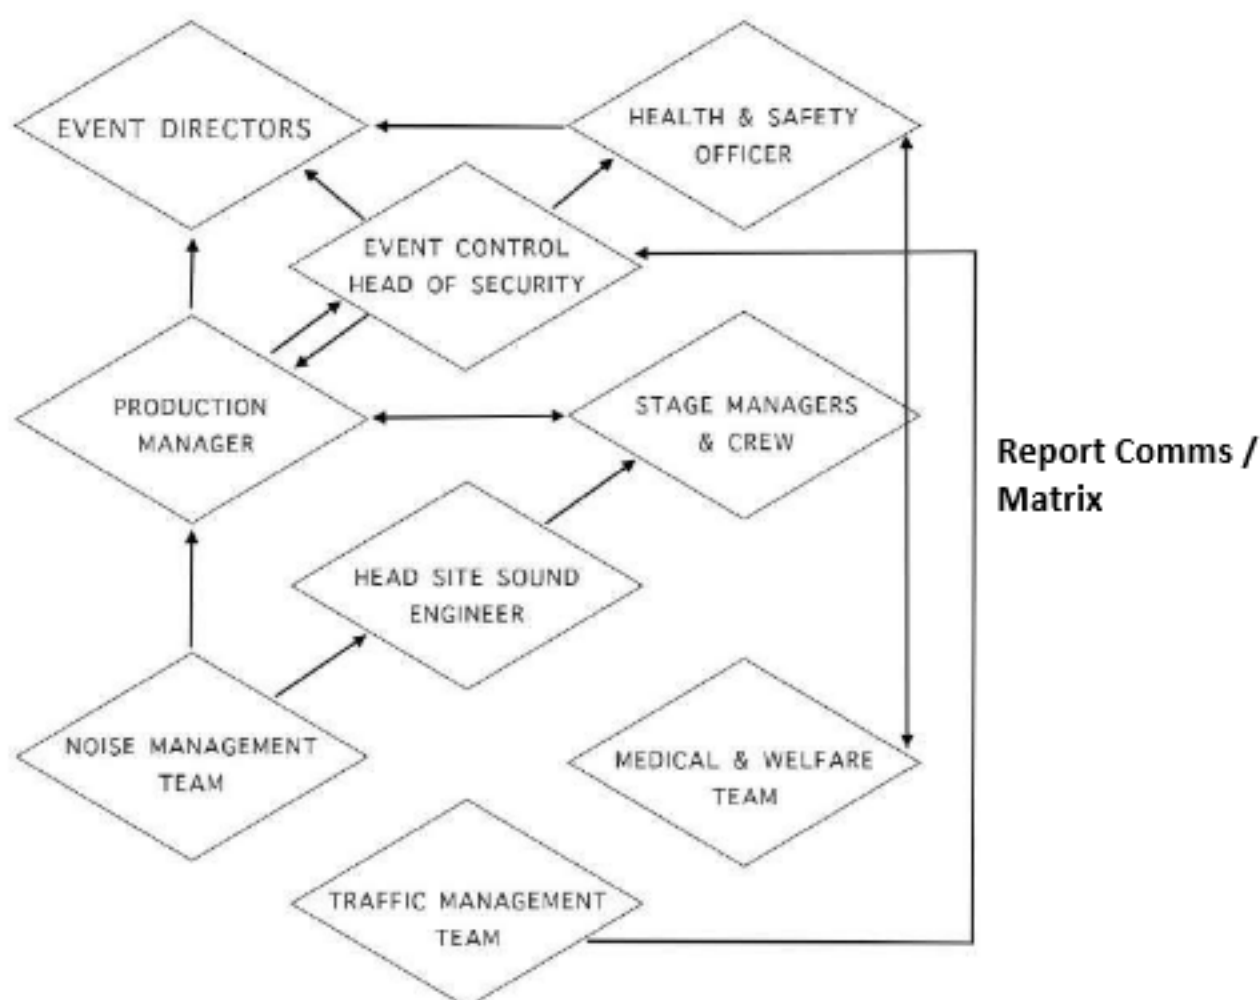 EVENT DIRECTORS
HEALTH & SAFETY
OFFICER
EVENT CONTROL
HEAD OF SECURITY
PRODUCTION
MANAGER
STAGE MANAGERS
& CREW
Report Comms /
Matrix
HEAD SITE SOUND
ENGINEER
NOISE MANAGEMENT
TEAM
MEDICAL & WELFARE
TEAM
TRAFFIC MANAGEMENT
TEAM